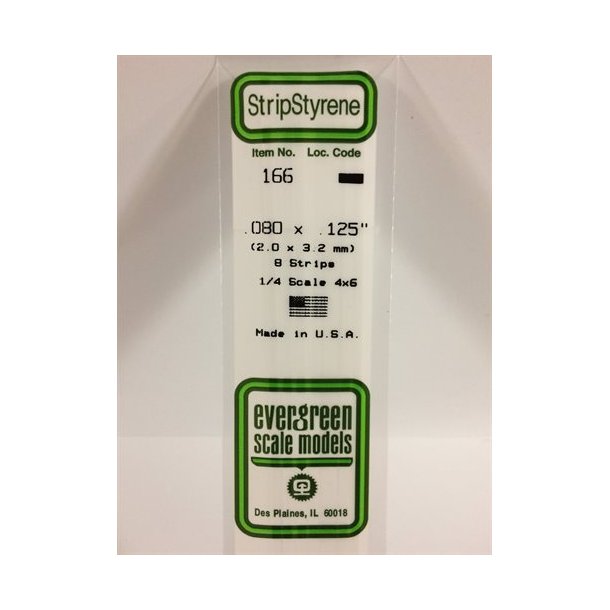 StripStyrene
Item No. Loc. Code
166
.080 x .125"
(2.0 x 3.2 mm)
8 Strips
1/4 Scale 4x6
Made in U.S.A.
evergreen
scale models
Des Plaines, IL 60018